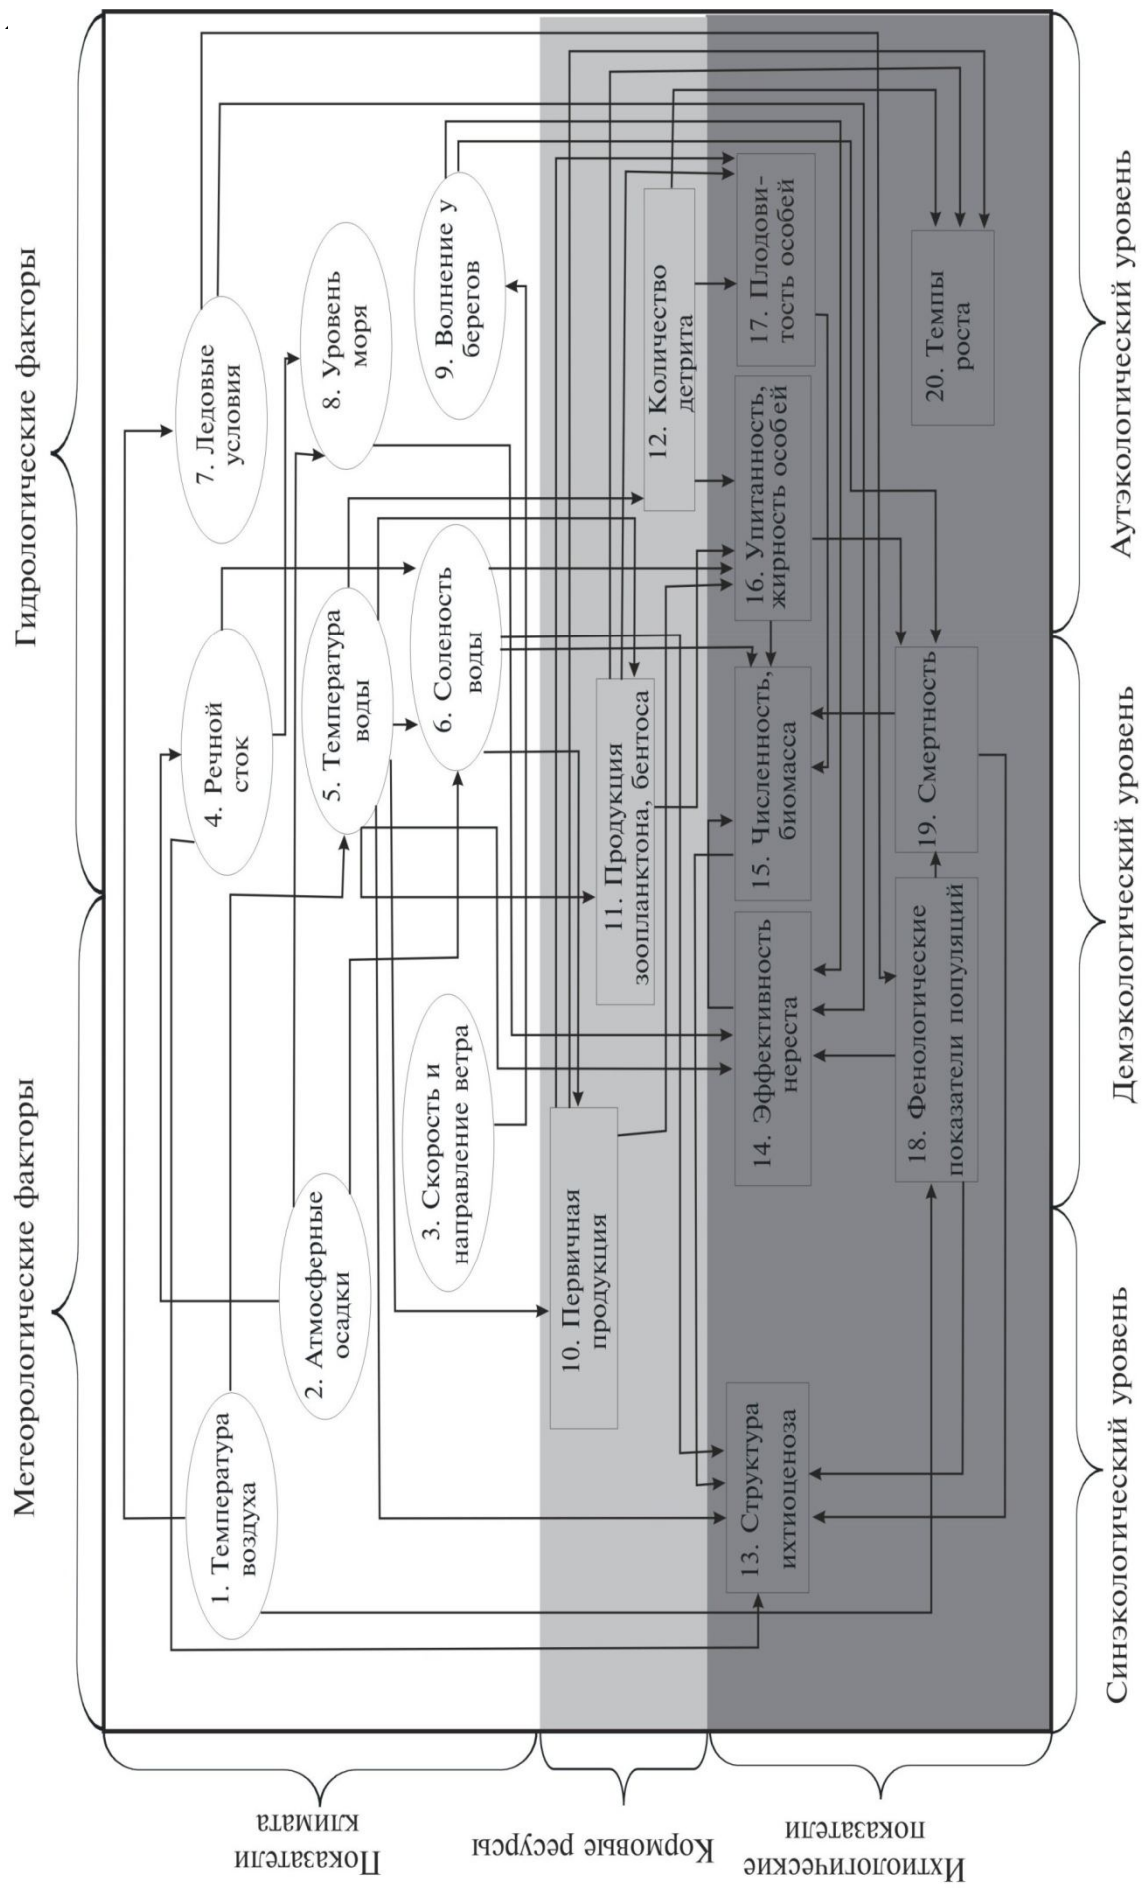 Метеорологические факторы
Гидрологические факторы
Показатели
климата
Кормовые ресурсы
Ихтиологические
показатели
1. Температура
воздуха
2. Атмосферные
осадки
3. Скорость и
направление ветра
4. Речной
сток
5. Температура
воды
6. Соленость
воды
7. Ледовые
условия
8. Уровень
моря
9. Волнение у
берегов
10. Первичная
продукция
11. Продукция
зоопланктона, бентоса
12. Количество
детрита
13. Структура
ихтиоценоза
14. Эффективность
нереста
15. Численность,
биомасса
16. Упитанность,
жирность особей
17. Плодови-
тость особей
18. Фенологические
показатели популяций
19. Смертность
20. Темпы
роста
Синэкологический уровень
Демэкологический уровень
Аутэкологический уровень